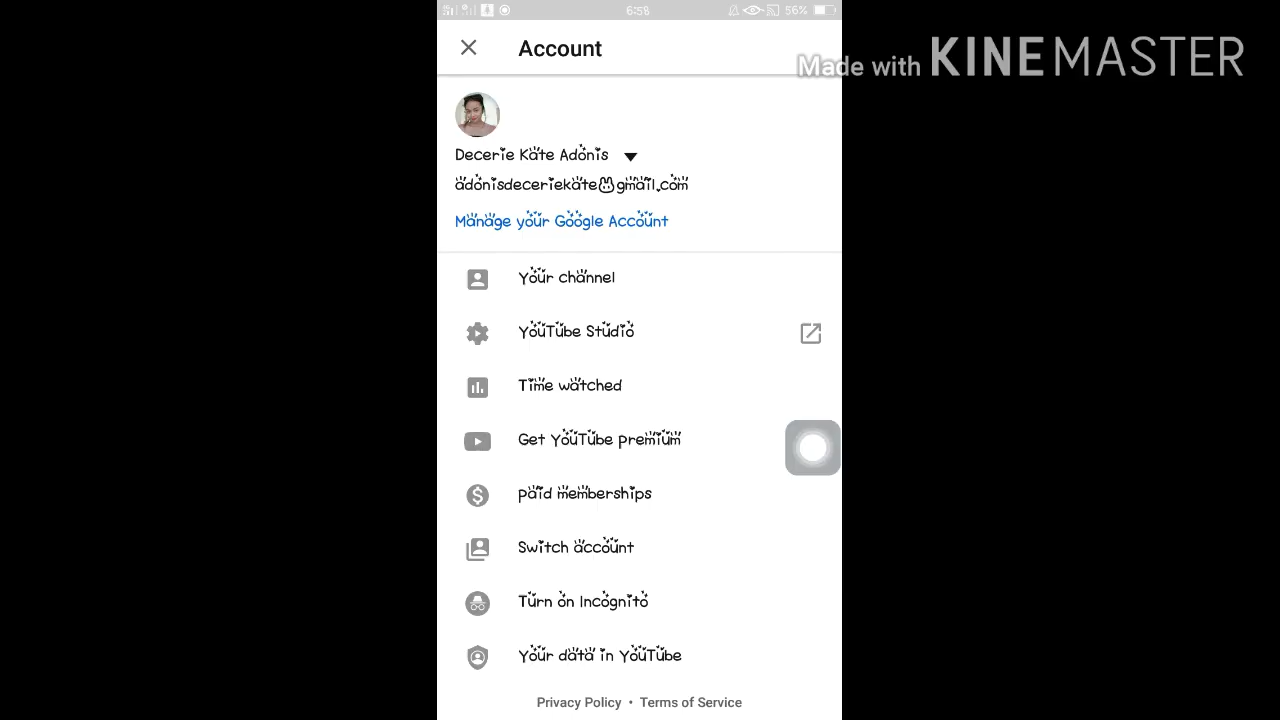 6:58
56%
Account
Made with KINEMASTER
Decerie Kate Adonis
adonisdeceriekate@gmail.com
Manage your Google Account
Your channel
YouTube Studio
Time watched
Get YouTube Premium
Paid memberships
Switch account
Turn on Incognito
Your data in YouTube
Privacy Policy • Terms of Service